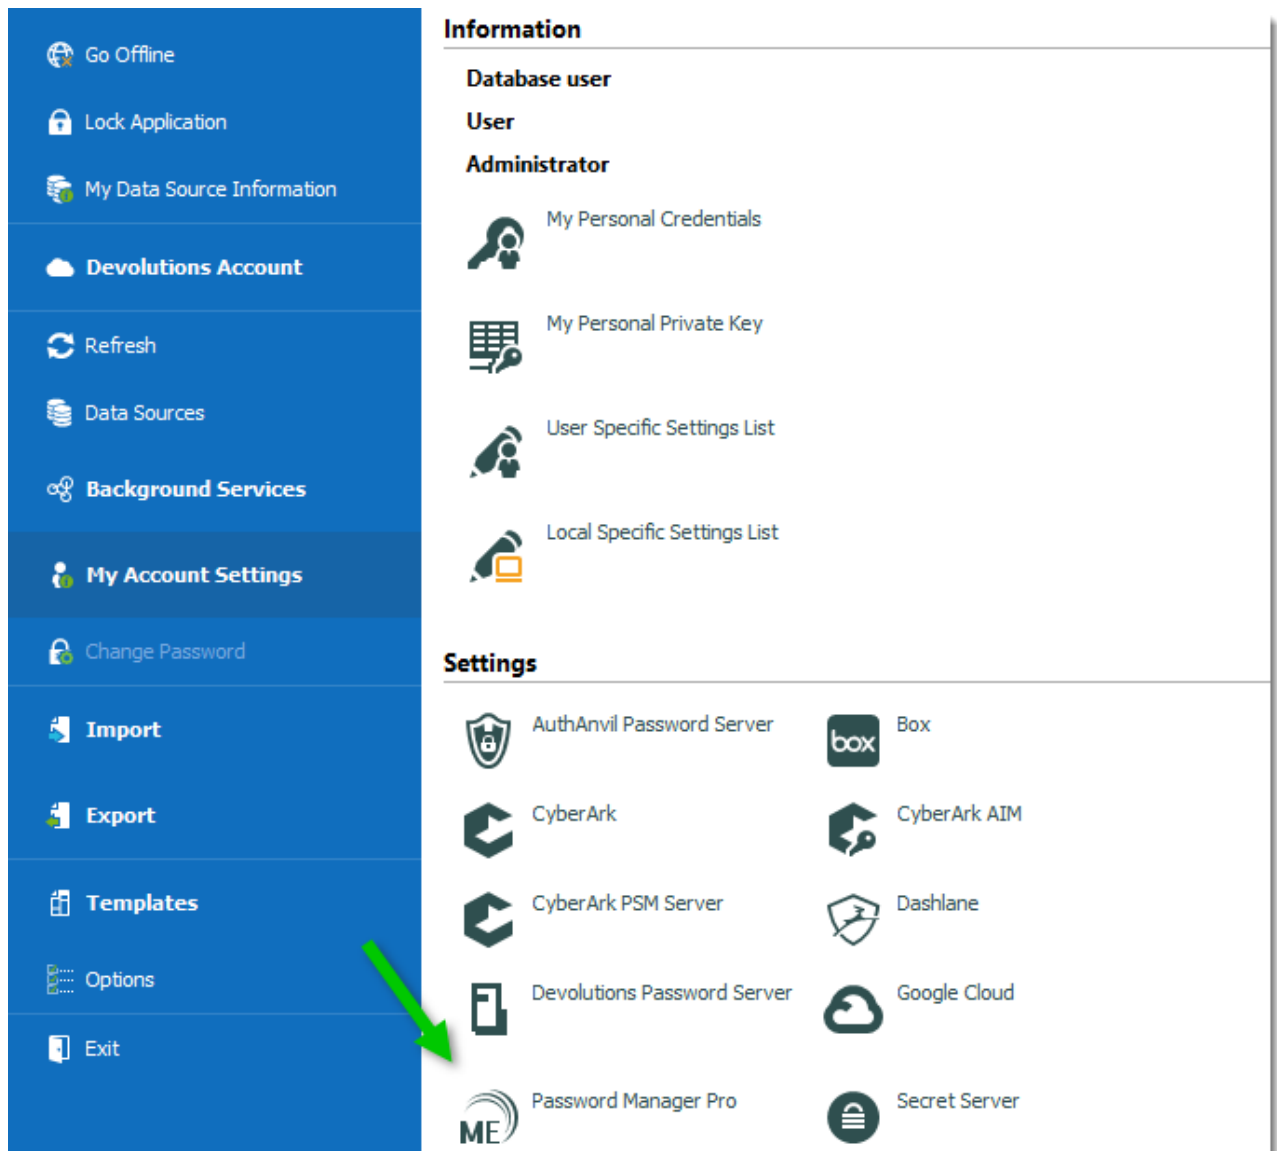 Go Offline
Lock Application
My Data Source Information
Devolutions Account
Refresh
Data Sources
Background Services
My Account Settings
Change Password
Import
Export
Templates
Options
Exit
Information
Database user
User
Administrator
My Personal Credentials
My Personal Private Key
User Specific Settings List
Local Specific Settings List
Settings
AuthAnvil Password Server
box
Box
CyberArk
CyberArk AIM
CyberArk PSM Server
Dashlane
Devolutions Password Server
Google Cloud
ME
Password Manager Pro
Secret Server